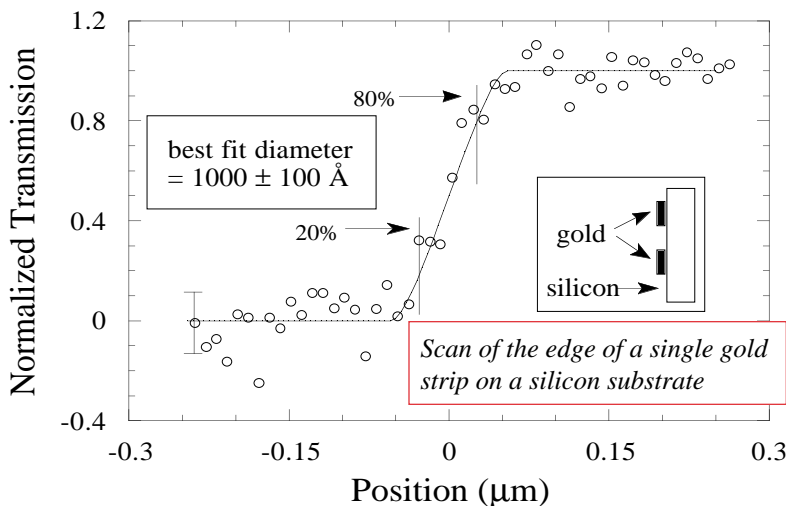 Normalized Transmission
1.2
0.8
0.4
0
-0.4
80%
best fit diameter
= 1000 ± 100 Å
20%
gold
silicon
Scan of the edge of a single gold
strip on a silicon substrate
-0.3
-0.15
0
0.15
0.3
Position (μm)